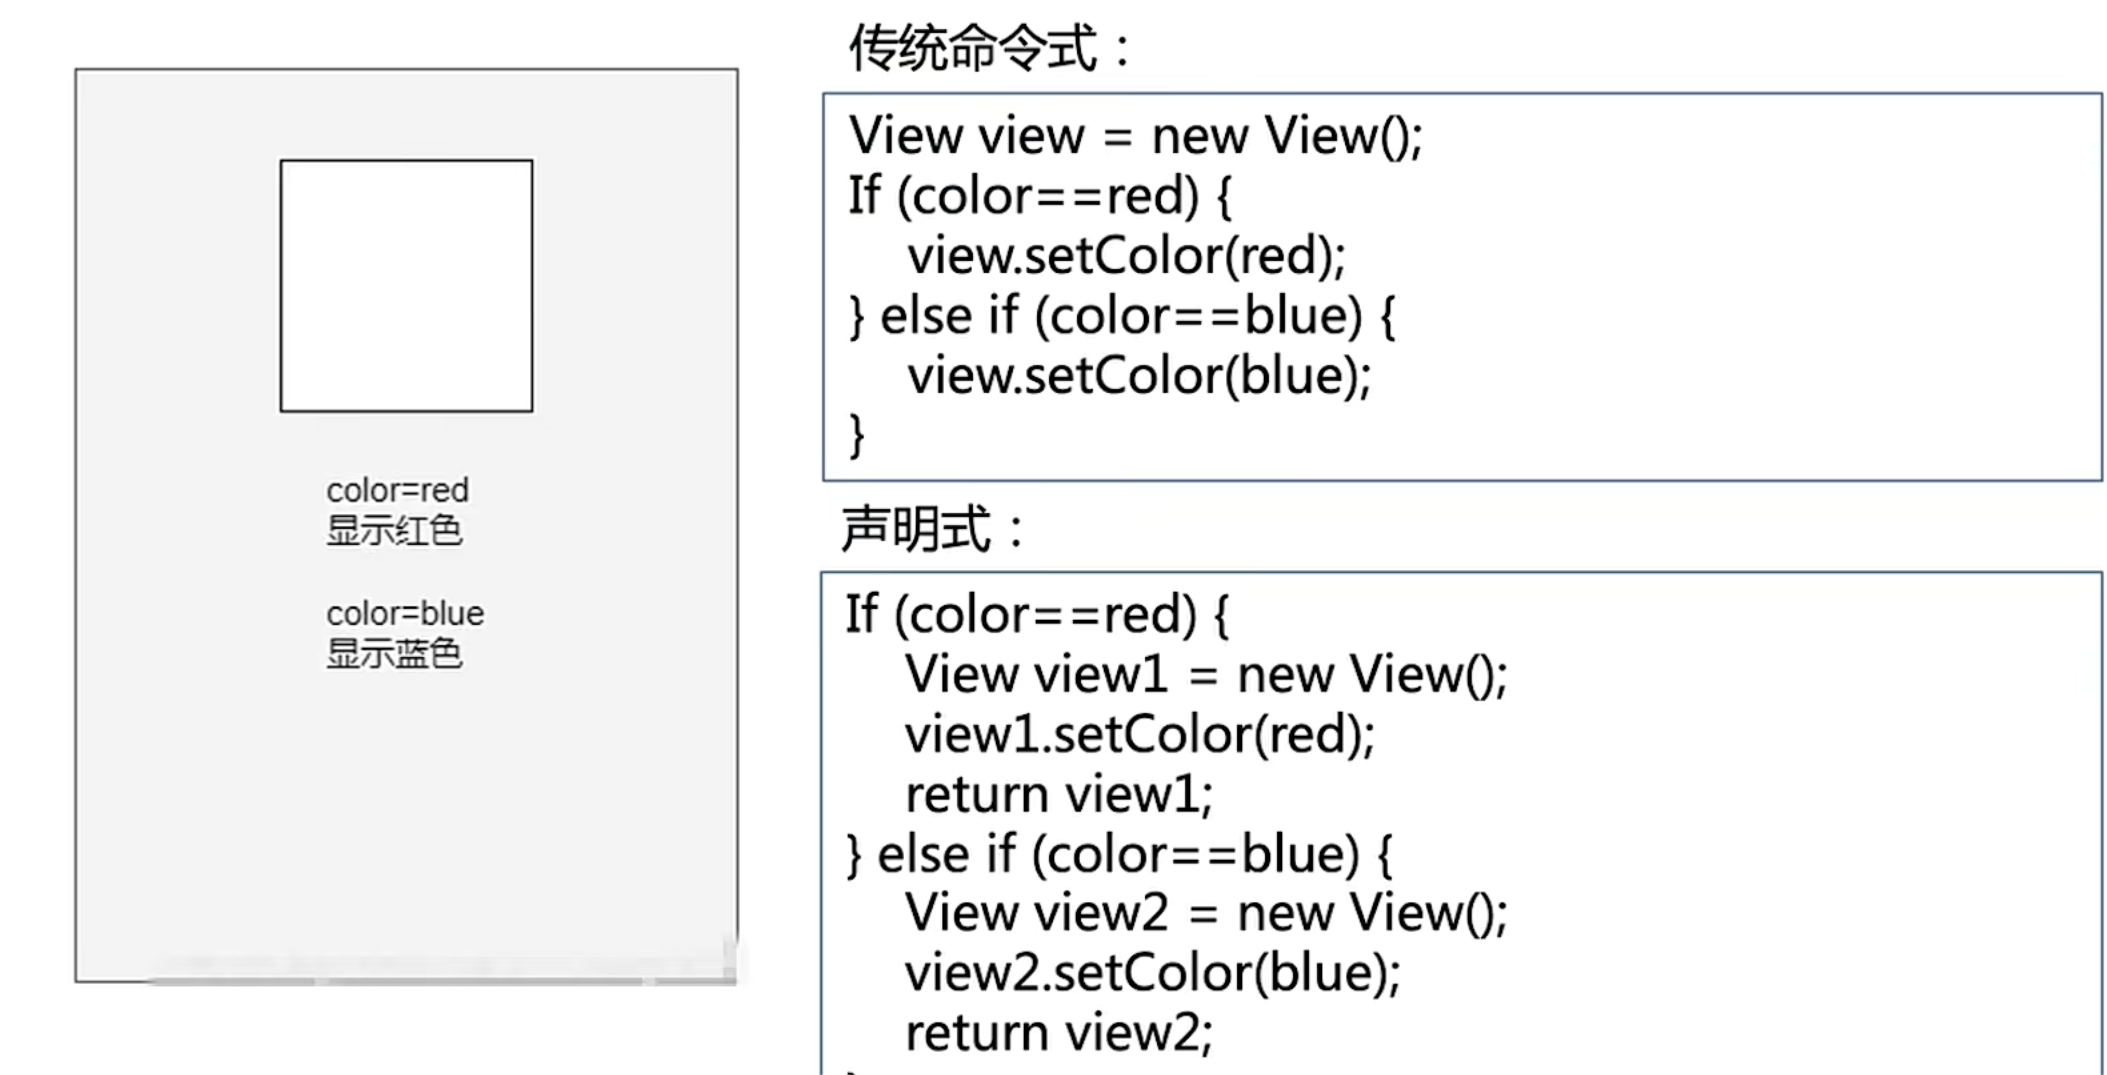 color=red
显示红色
color=blue
显示蓝色
传统命令式：
View view = new View();
If (color==red) {
view.setColor(red);
} else if (color==blue) {
view.setColor(blue);
}
声明式：
If (color==red) {
View view1 = new View();
view1.setColor(red);
return view1;
} else if (color==blue) {
View view2 = new View();
view2.setColor(blue);
return view2;